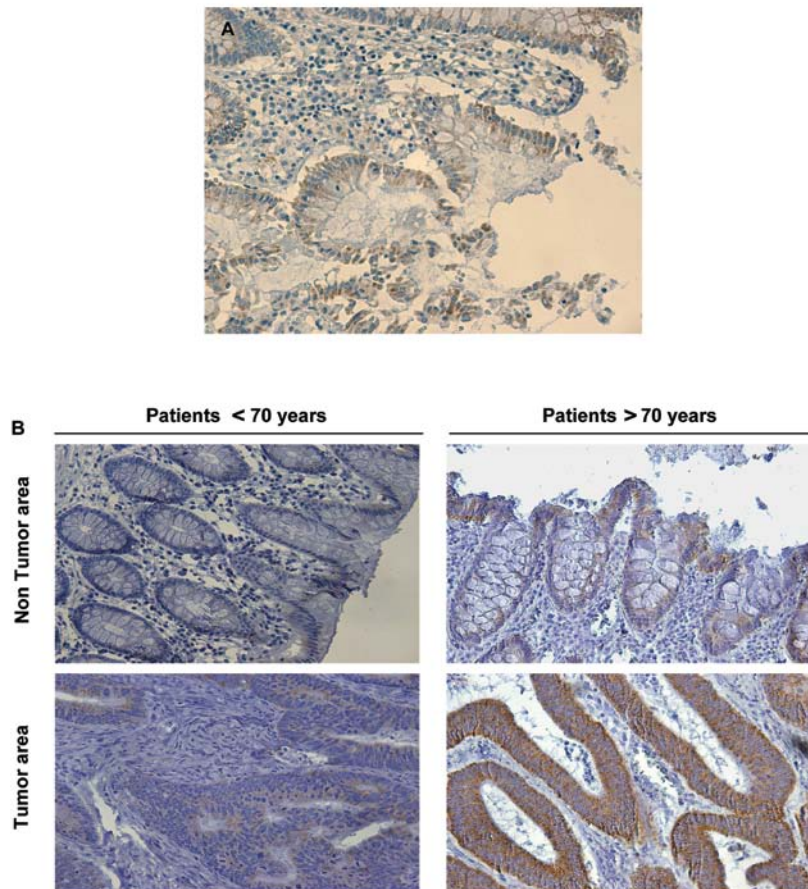 A
B
Patients < 70 years
Patients > 70 years
Non Tumor area
Tumor area